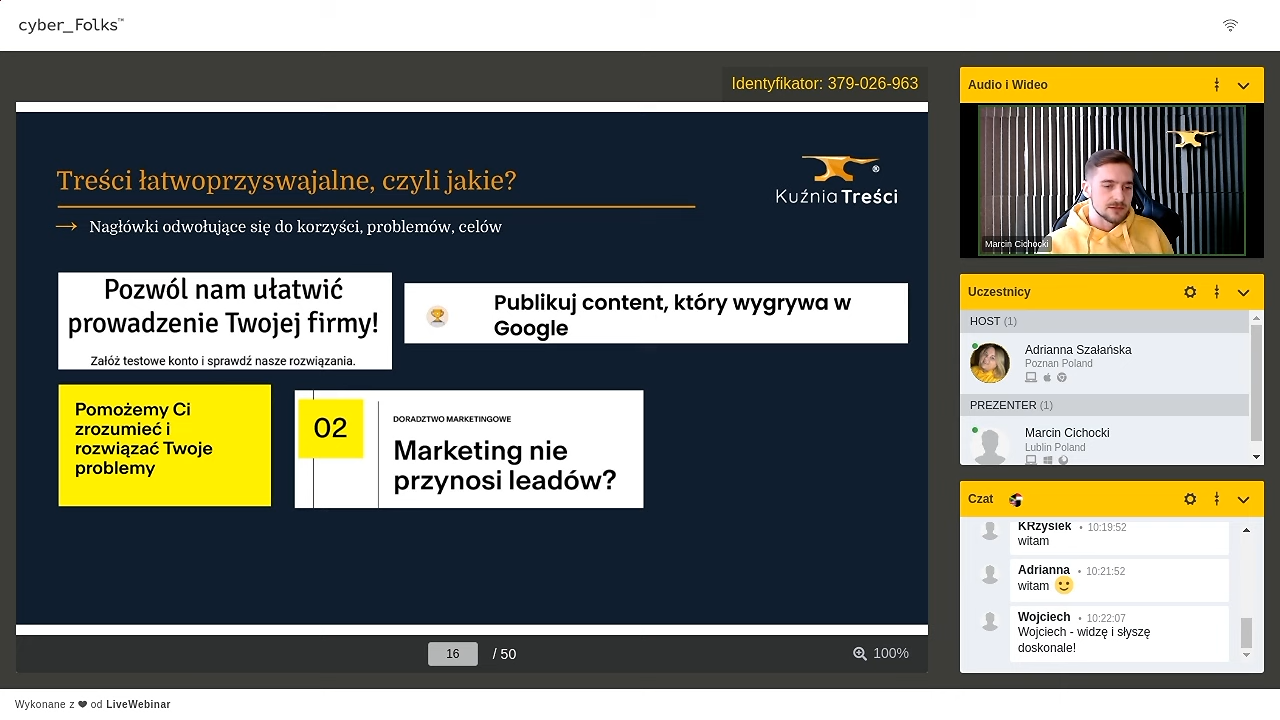 cyber_Folks™
Identyfikator: 379-026-963
Treści łatwoprzyswajalne, czyli jakie?
Kuźnia Treści ®
→ Nagłówki odwołujące się do korzyści, problemów, celów
Pozwól nam ułatwić
prowadzenie Twojej firmy!
Załóż testowe konto i sprawdź nasze rozwiązania.
Publikuj content, który wygrywa w
Google
Pomożemy Ci
zrozumieć i
rozwiązać Twoje
problemy
02
DORADZTWO MARKETINGOWE
Marketing nie
przynosi leadów?
16 / 50
100%
Audio i Wideo
Marcin Cichocki
Uczestnicy
HOST (1)
Adrianna Szałańska
Poznan Poland
PREZENTER (1)
Marcin Cichocki
Lublin Poland
Czat
KRzysiek • 10:19:52
witam
Adrianna • 10:21:52
witam 🙂
Wojciech • 10:22:07
Wojciech - widzę i słyszę
doskonale!
Wykonane z ❤ od LiveWebinar